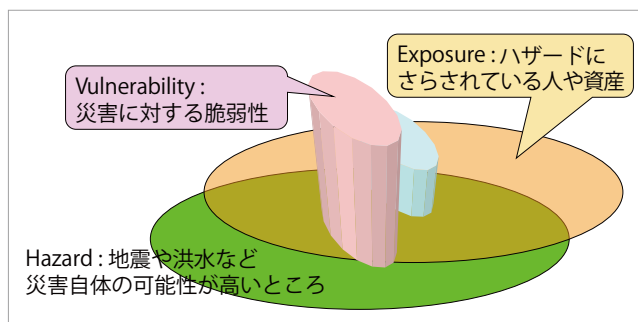 Exposure : ハザードに
さらされている人や資産
Vulnerability :
災害に対する脆弱性
Hazard : 地震や洪水など
災害自体の可能性が高いところ